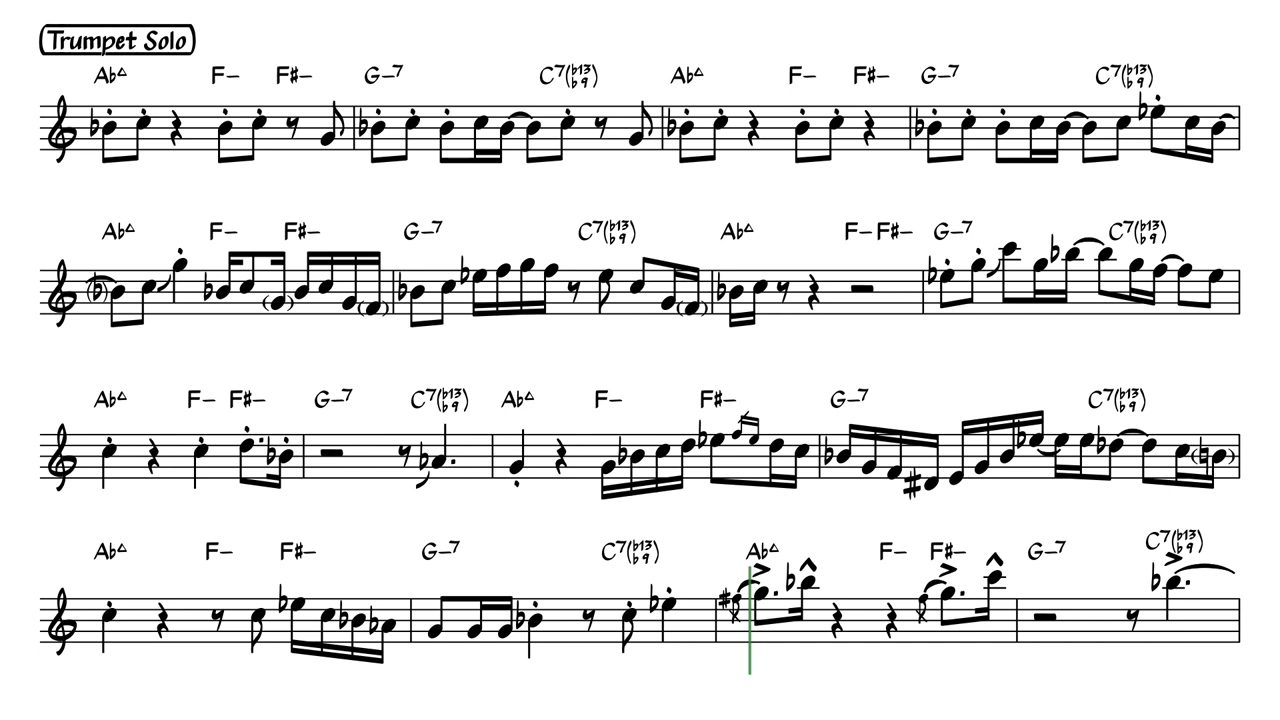 Trumpet Solo
A♭△ F– F♯– G–7 C7(♭13 ♭9) A♭△ F– F♯– G–7 C7(♭13 ♭9)
A♭△ F– F♯– G–7 C7(♭13 ♭9) A♭△ F– F♯– G–7 C7(♭13 ♭9)
A♭△ F– F♯– G–7 C7(♭13 ♭9) A♭△ F– F♯– G–7 C7(♭13 ♭9)
A♭△ F– F♯– G–7 C7(♭13 ♭9) A♭△ F– F♯– G–7 C7(♭13 ♭9)